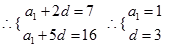 ∴{a₁+2d=7 a₁+5d=16 ∴{a₁=1 d=3